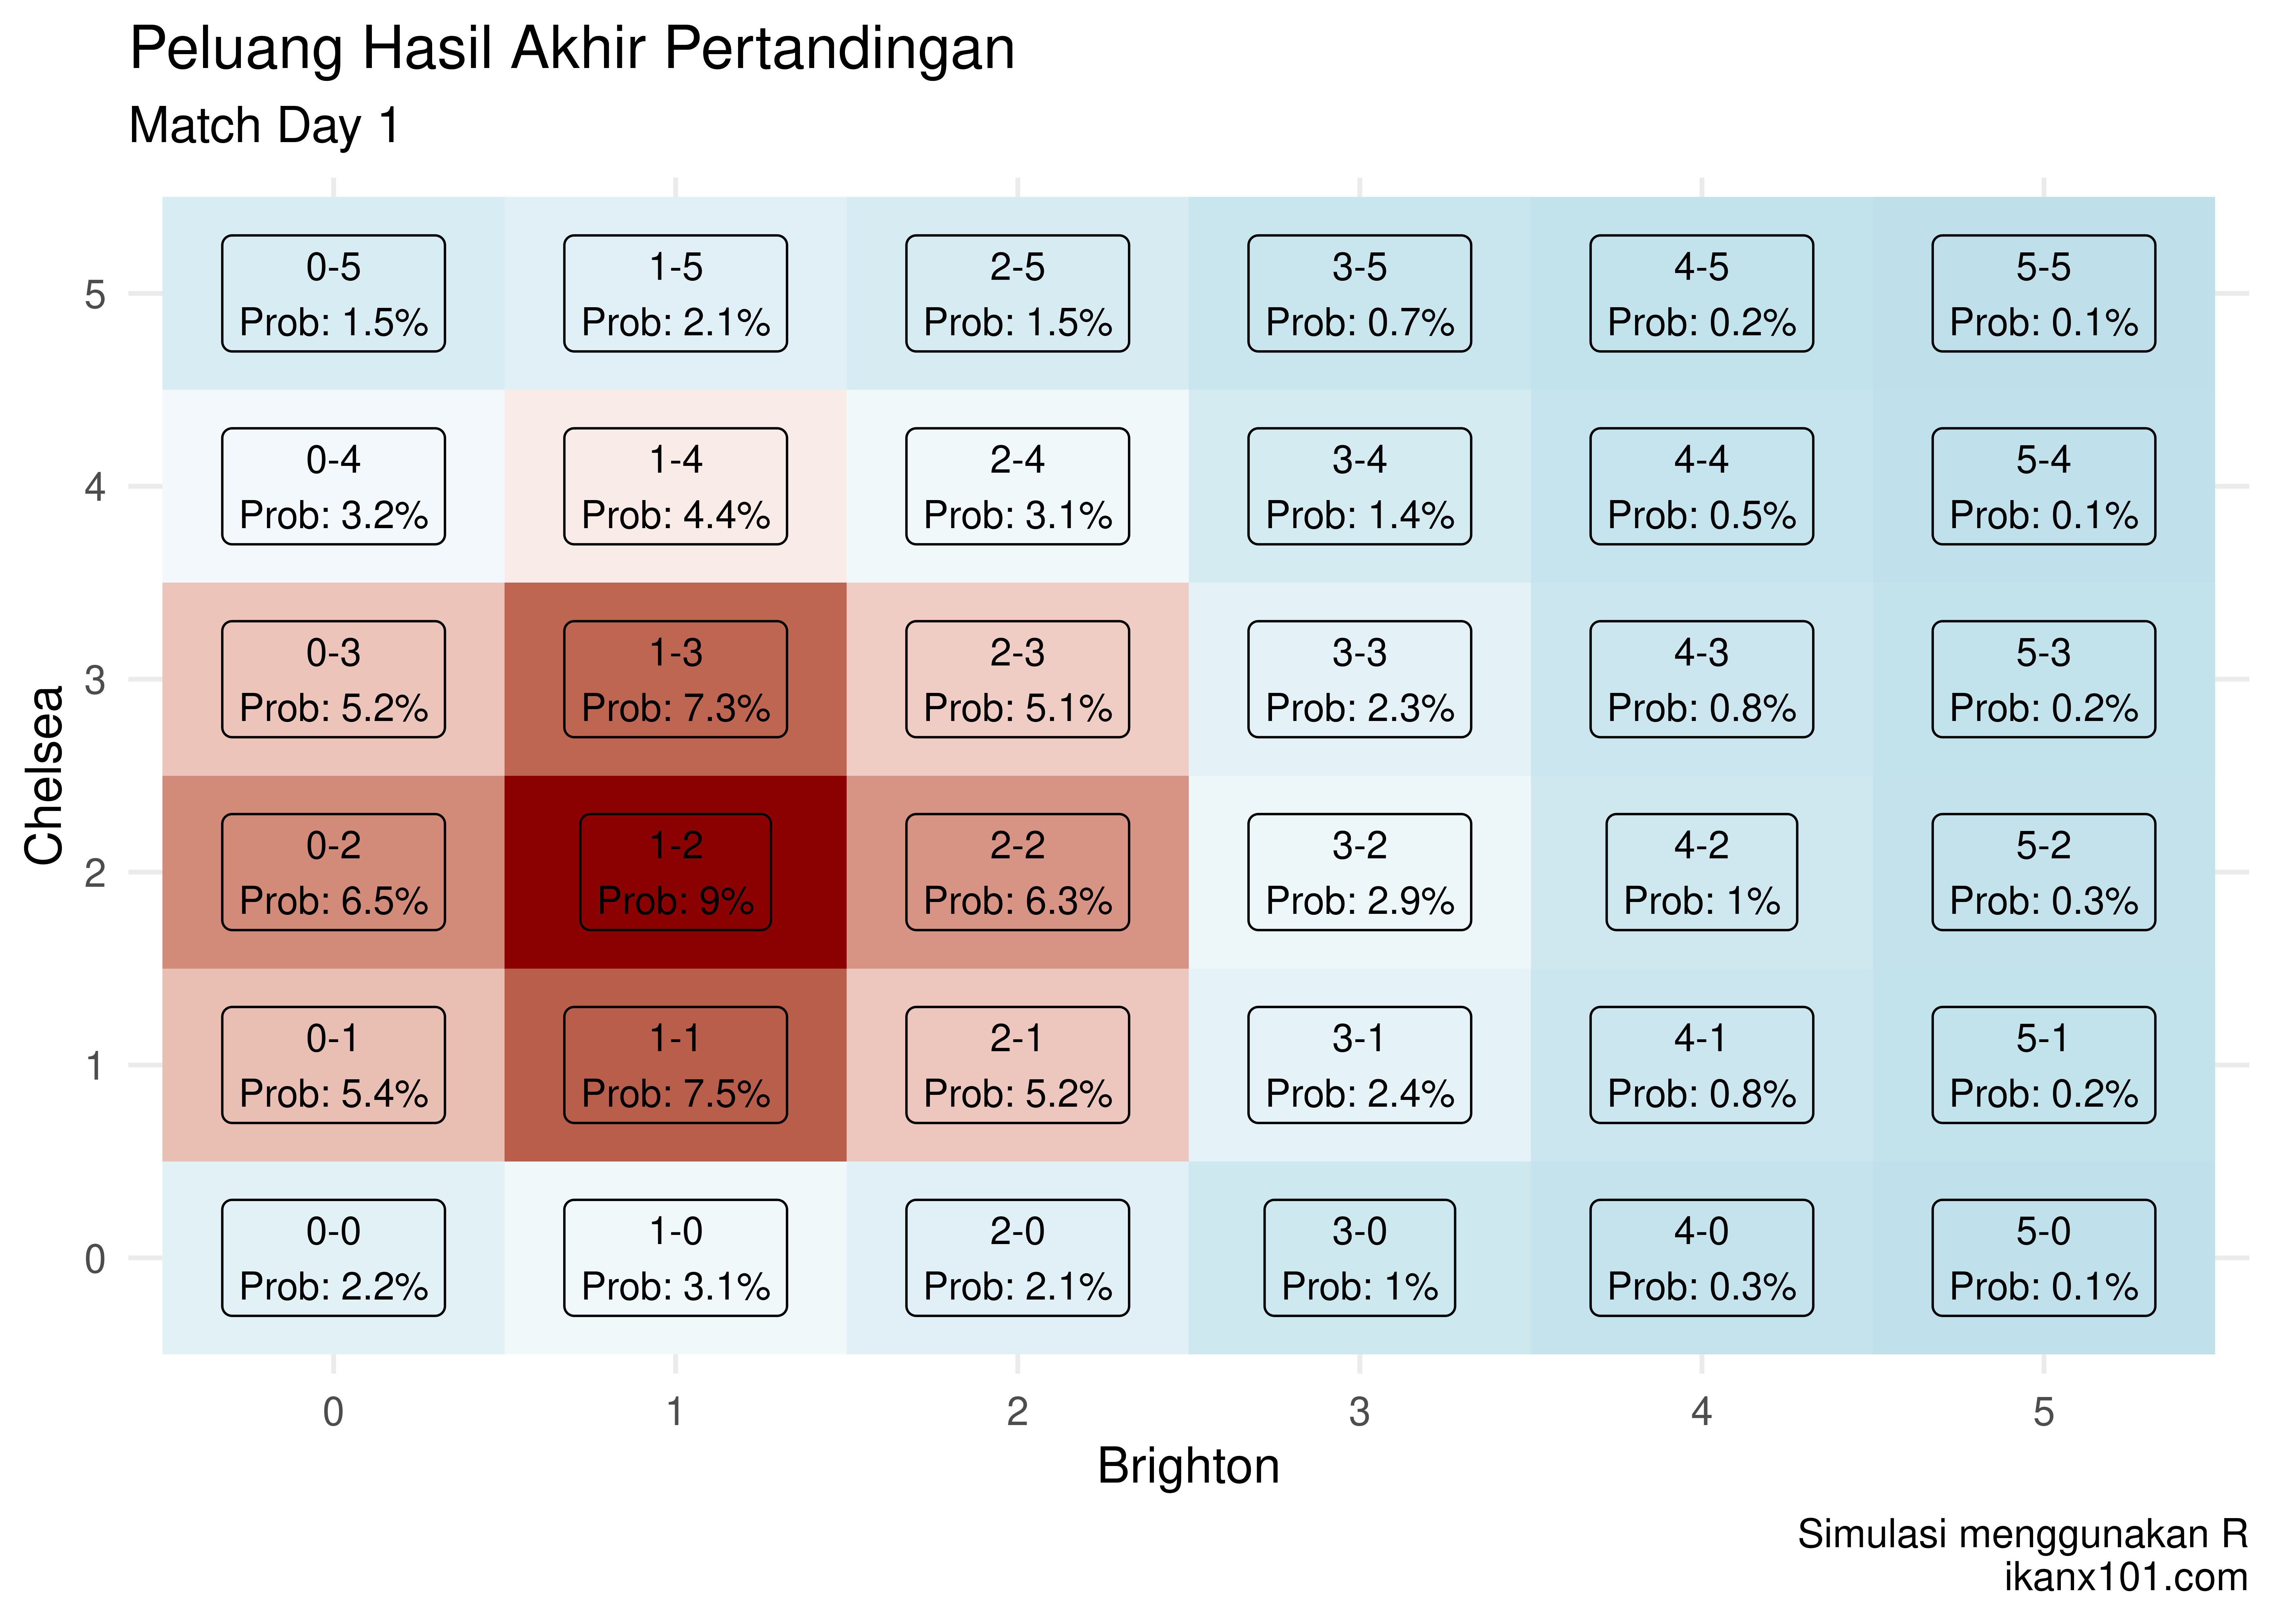 Peluang Hasil Akhir Pertandingan
Match Day 1
Chelsea
5
0-5
Prob: 1.5%
1-5
Prob: 2.1%
2-5
Prob: 1.5%
3-5
Prob: 0.7%
4-5
Prob: 0.2%
5-5
Prob: 0.1%
4
0-4
Prob: 3.2%
1-4
Prob: 4.4%
2-4
Prob: 3.1%
3-4
Prob: 1.4%
4-4
Prob: 0.5%
5-4
Prob: 0.1%
3
0-3
Prob: 5.2%
1-3
Prob: 7.3%
2-3
Prob: 5.1%
3-3
Prob: 2.3%
4-3
Prob: 0.8%
5-3
Prob: 0.2%
2
0-2
Prob: 6.5%
1-2
Prob: 9%
2-2
Prob: 6.3%
3-2
Prob: 2.9%
4-2
Prob: 1%
5-2
Prob: 0.3%
1
0-1
Prob: 5.4%
1-1
Prob: 7.5%
2-1
Prob: 5.2%
3-1
Prob: 2.4%
4-1
Prob: 0.8%
5-1
Prob: 0.2%
0
0-0
Prob: 2.2%
1-0
Prob: 3.1%
2-0
Prob: 2.1%
3-0
Prob: 1%
4-0
Prob: 0.3%
5-0
Prob: 0.1%
0 1 2 3 4 5
Brighton
Simulasi menggunakan R
ikanx101.com